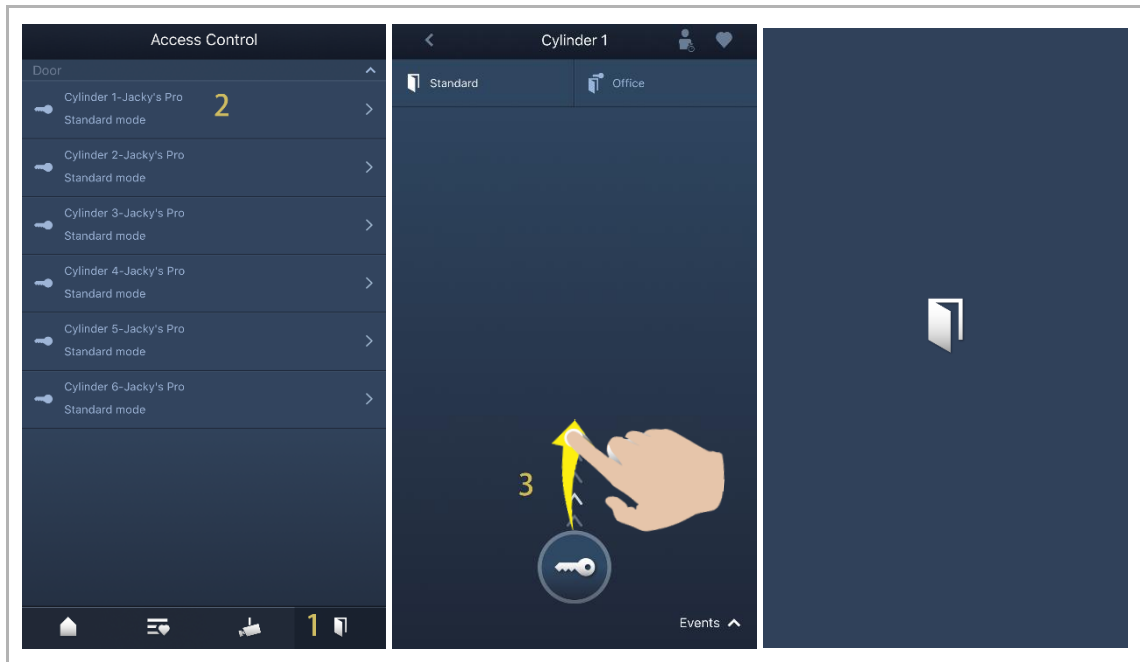 Access Control
Door
Cylinder 1-Jacky's Pro
Standard mode
2
Cylinder 2-Jacky's Pro
Standard mode
Cylinder 3-Jacky's Pro
Standard mode
Cylinder 4-Jacky's Pro
Standard mode
Cylinder 5-Jacky's Pro
Standard mode
Cylinder 6-Jacky's Pro
Standard mode
1
Cylinder 1
Standard
Office
3
Events